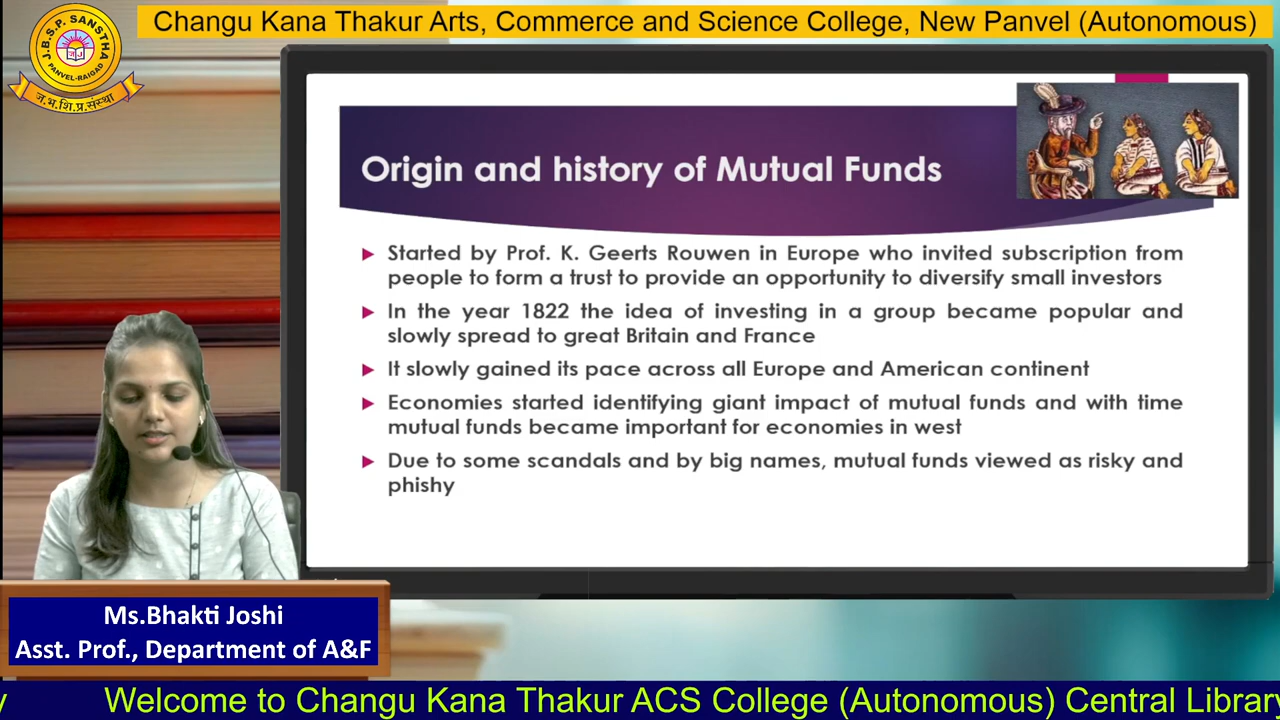 Changu Kana Thakur Arts, Commerce and Science College, New Panvel (Autonomous)
J.B.S.P. SANSTHA
PANVEL-RAIGAD
ज.भ.शि.प्र.संस्था
Origin and history of Mutual Funds
Started by Prof. K. Geerts Rouwen in Europe who invited subscription from
people to form a trust to provide an opportunity to diversify small investors
In the year 1822 the idea of investing in a group became popular and
slowly spread to great Britain and France
It slowly gained its pace across all Europe and American continent
Economies started identifying giant impact of mutual funds and with time
mutual funds became important for economies in west
Due to some scandals and by big names, mutual funds viewed as risky and
phishy
Ms.Bhakti Joshi
Asst. Prof., Department of A&F
y Welcome to Changu Kana Thakur ACS College (Autonomous) Central Library